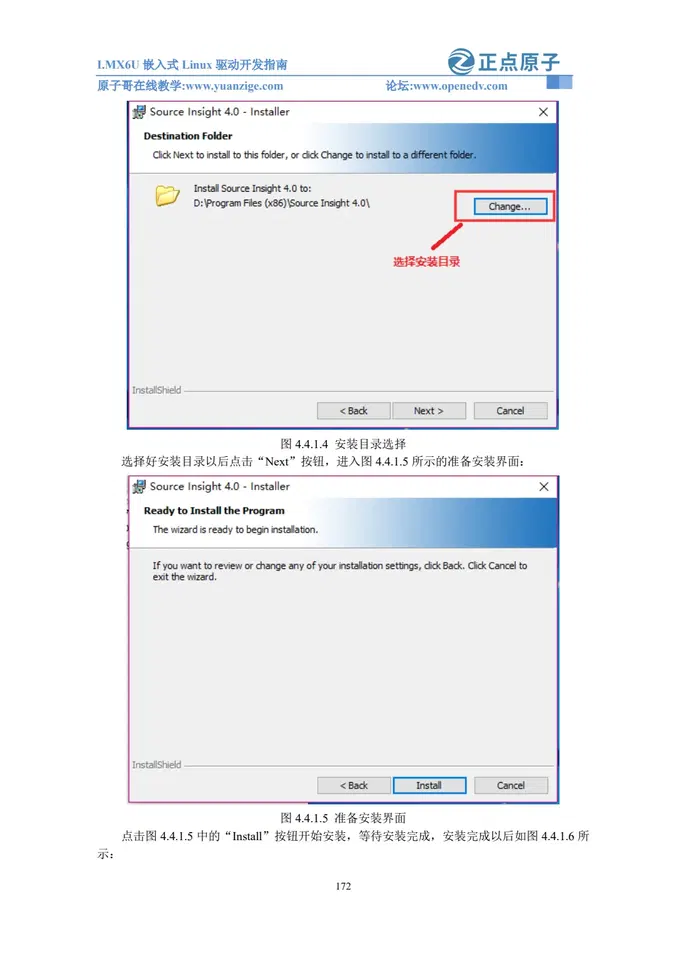 I.MX6U 嵌入式 Linux 驱动开发指南
正点原子
原子哥在线教学:www.yuanzige.com 论坛:www.openedv.com
Source Insight 4.0 - Installer
Destination Folder
Click Next to install to this folder, or click Change to install to a different folder.
Install Source Insight 4.0 to:
D:\Program Files (x86)\Source Insight 4.0\
Change...
选择安装目录
InstallShield
< Back Next > Cancel
图 4.4.1.4 安装目录选择
选择好安装目录以后点击“Next”按钮，进入图 4.4.1.5 所示的准备安装界面：
Source Insight 4.0 - Installer
Ready to Install the Program
The wizard is ready to begin installation.
If you want to review or change any of your installation settings, click Back. Click Cancel to
exit the wizard.
InstallShield
< Back Install Cancel
图 4.4.1.5 准备安装界面
点击图 4.4.1.5 中的“Install”按钮开始安装，等待安装完成，安装完成以后如图 4.4.1.6 所
示：
172